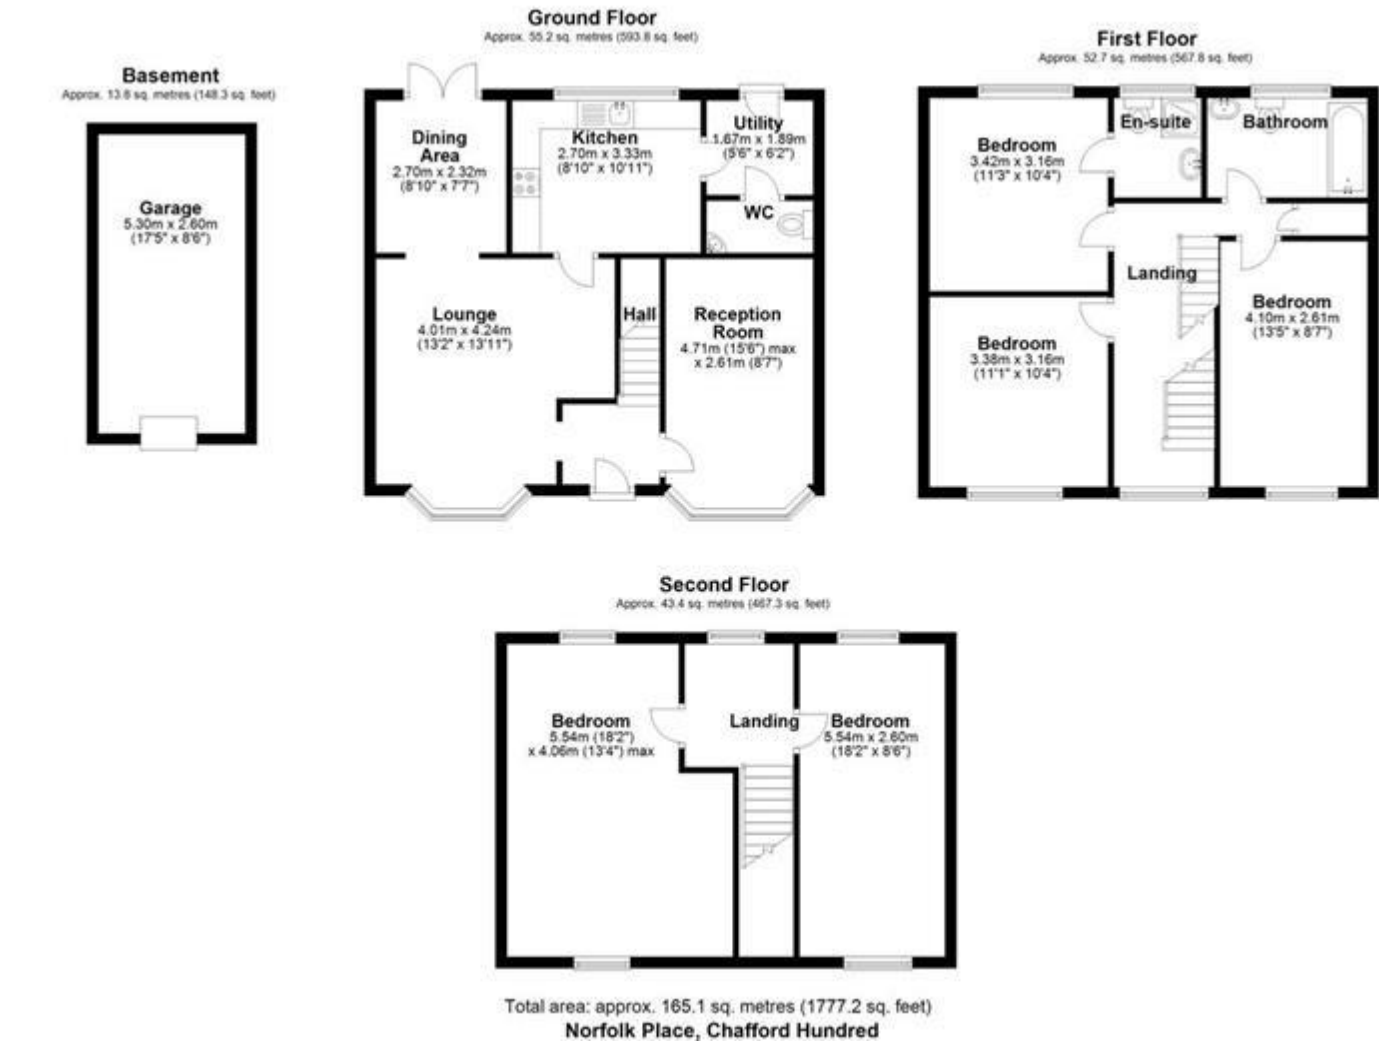 Basement
Approx. 13.8 sq. metres (148.3 sq. feet)
Garage
5.30m x 2.60m
(17'5" x 8'6")
Ground Floor
Approx. 55.2 sq. metres (593.8 sq. feet)
Dining
Area
2.70m x 2.32m
(8'10" x 7'7")
Kitchen
2.70m x 3.33m
(8'10" x 10'11")
Utility
1.67m x 1.89m
(5'6" x 6'2")
WC
Lounge
4.01m x 4.24m
(13'2" x 13'11")
Hall
Reception
Room
4.71m (15'6") max
x 2.61m (8'7")
First Floor
Approx. 52.7 sq. metres (567.8 sq. feet)
Bedroom
3.42m x 3.16m
(11'3" x 10'4")
En-suite
Bathroom
Landing
Bedroom
3.38m x 3.16m
(11'1" x 10'4")
Bedroom
4.10m x 2.61m
(13'5" x 8'7")
Second Floor
Approx. 43.4 sq. metres (467.3 sq. feet)
Bedroom
5.54m (18'2")
x 4.06m (13'4") max
Landing
Bedroom
5.54m x 2.60m
(18'2" x 8'6")
Total area: approx. 165.1 sq. metres (1777.2 sq. feet)
Norfolk Place, Chafford Hundred